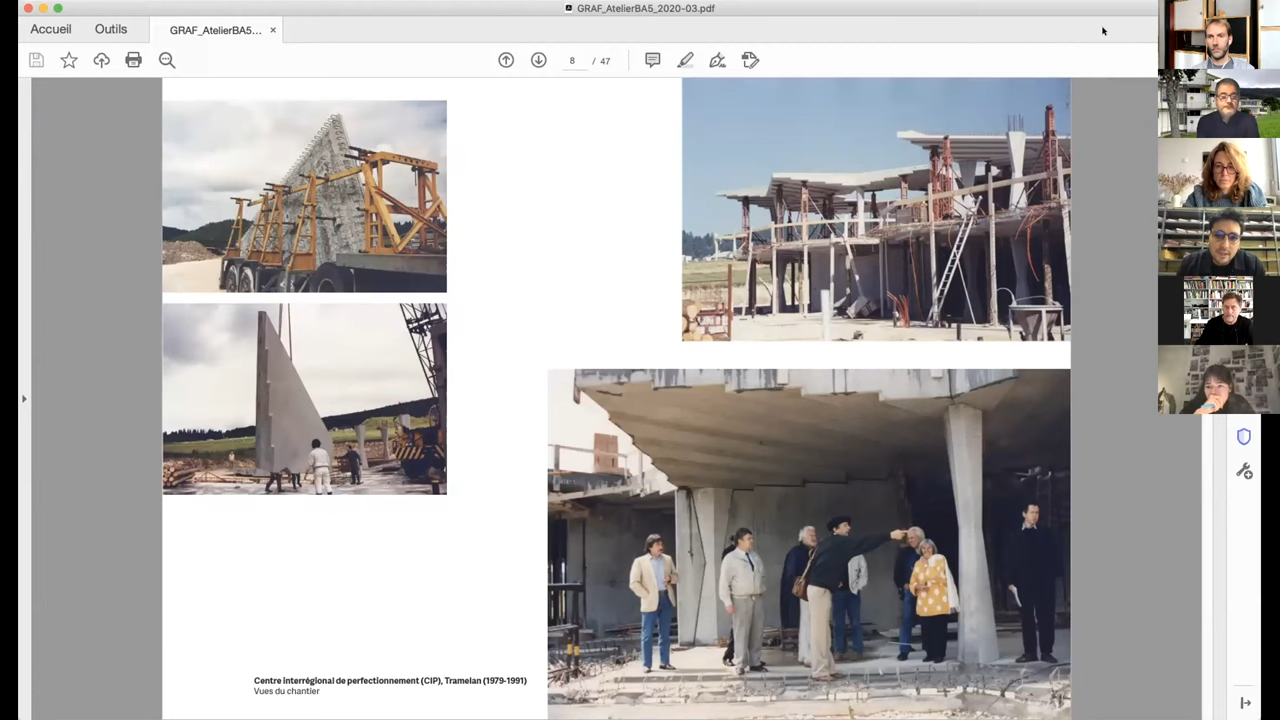 GRAF_AtelierBA5_2020-03.pdf
Accueil
Outils
GRAF_AtelierBA5...
8 / 47
Centre interrégional de perfectionnement (CIP), Tramelan (1979-1991)
Vues du chantier